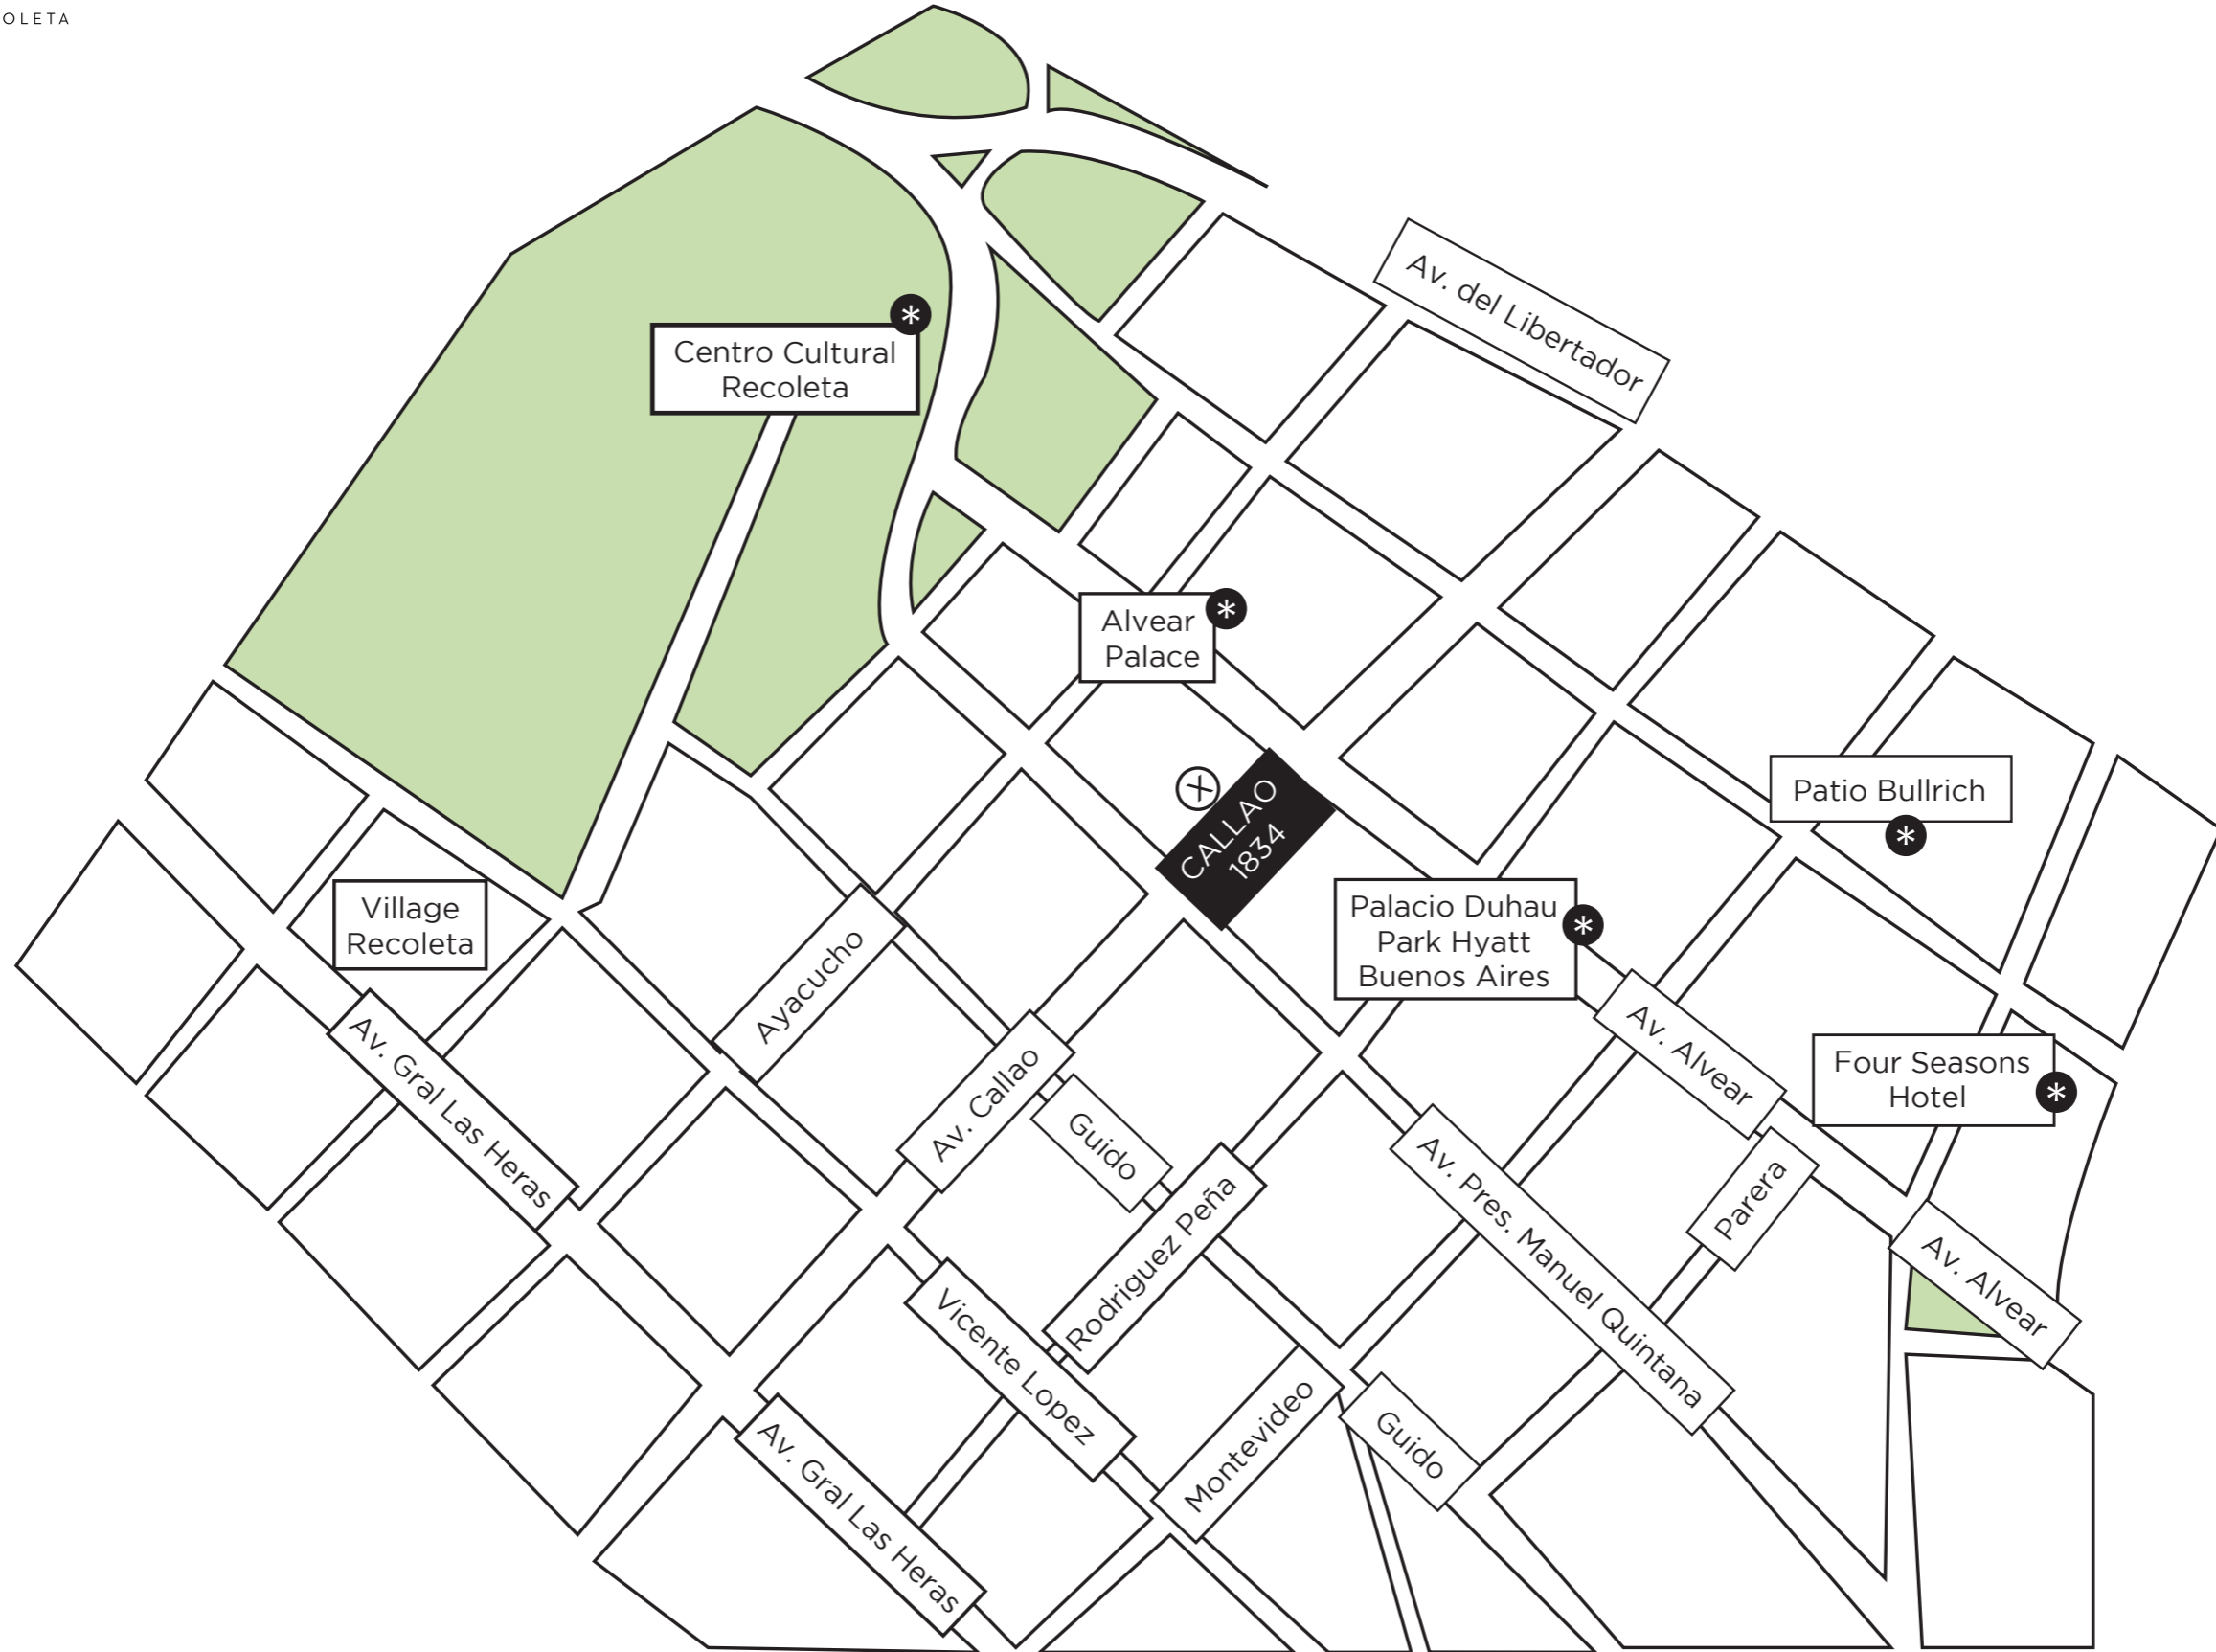 OLETA
Av. del Libertador
Centro Cultural
Recoleta
*
Alvear
Palace
*
CALLAO
1834
Patio Bullrich
*
Village
Recoleta
Palacio Duhau
Park Hyatt
Buenos Aires
*
Ayacucho
Av. Gral Las Heras
Av. Callao
Guido
Av. Alvear
Four Seasons
Hotel
*
Rodriguez Peña
Av. Pres. Manuel Quintana
Parera
Av. Alvear
Vicente Lopez
Montevideo
Guido
Av. Gral Las Heras